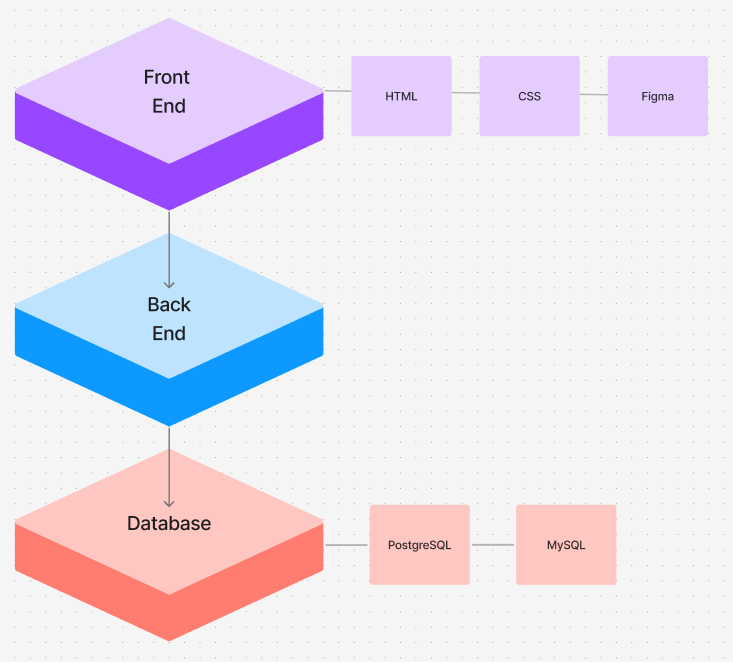 Front
End
HTML
CSS
Figma
Back
End
Database
PostgreSQL
MySQL